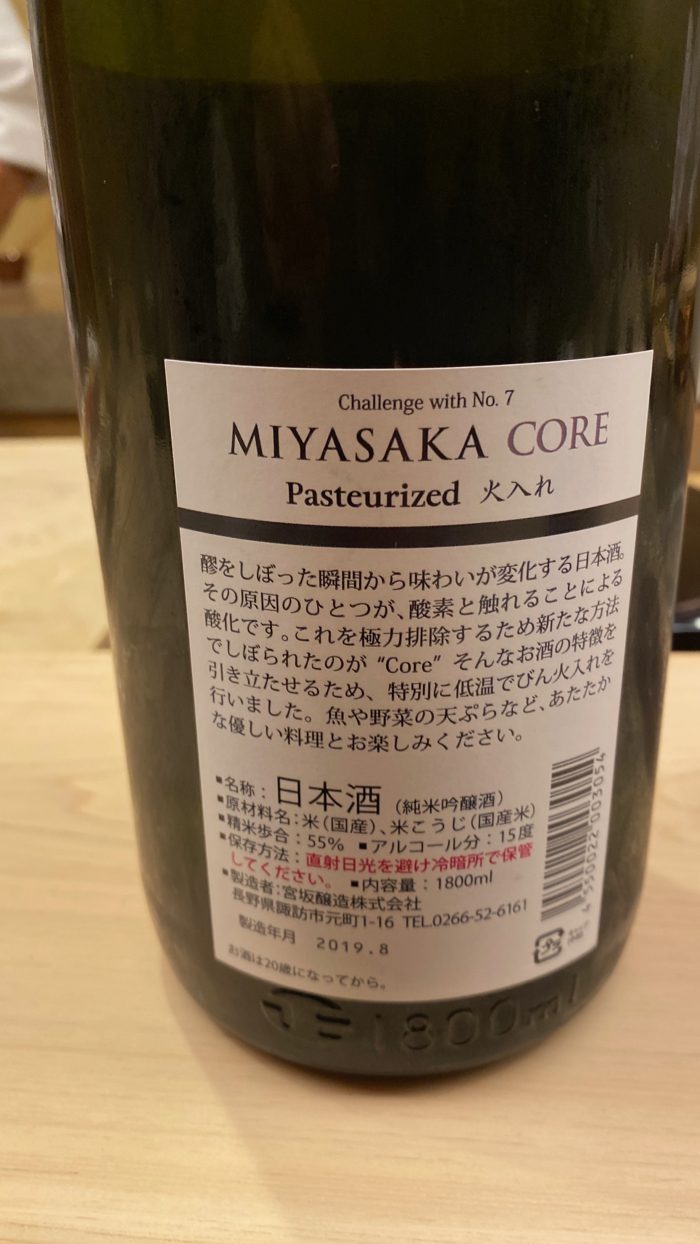 Challenge with No. 7
MIYASAKA CORE
Pasteurized 火入れ
醪をしぼった瞬間から味わいが変化する日本酒。
その原因のひとつが、酸素と触れることによる
酸化です。これを極力排除するため新たな方法
でしぼられたのが “Core” そんなお酒の特徴を
引き立たせるため、特別に低温でびん火入れを
行いました。魚や野菜の天ぷらなど、あたたか
な優しい料理とお楽しみください。
■名称：日本酒（純米吟醸酒）
■原材料名：米（国産）、米こうじ（国産米）
■精米歩合：55% ■アルコール分：15度
■保存方法：直射日光を避け冷暗所で保管
してください。 ■内容量：1800ml
■製造者：宮坂醸造株式会社
長野県諏訪市元町1-16 TEL.0266-52-6161
製造年月 2019.8
お酒は20歳になってから。
4 550022 003054
1800ml